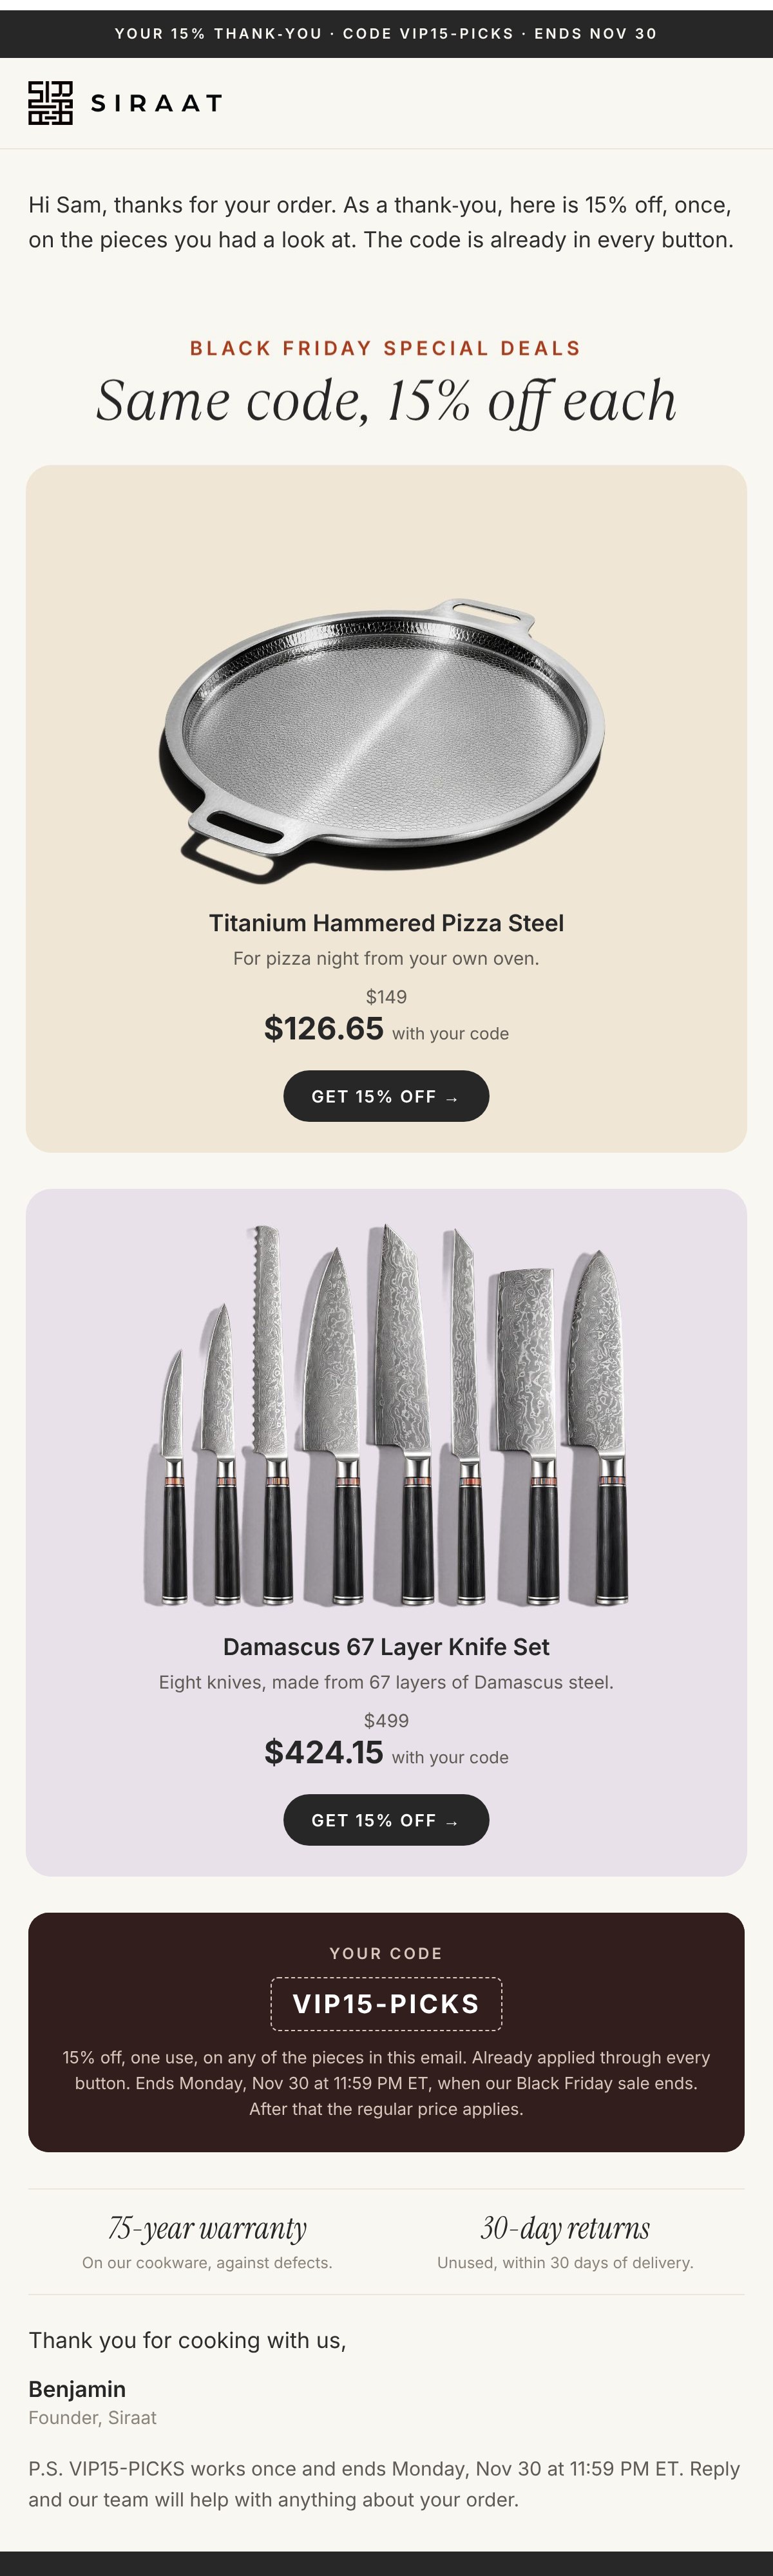 YOUR 15% THANK-YOU · CODE VIP15-PICKS · ENDS NOV 30
SIRAAT
Hi Sam, thanks for your order. As a thank-you, here is 15% off, once,
on the pieces you had a look at. The code is already in every button.
BLACK FRIDAY SPECIAL DEALS
Same code, 15% off each
Titanium Hammered Pizza Steel
For pizza night from your own oven.
$149
$126.65 with your code
GET 15% OFF →
Damascus 67 Layer Knife Set
Eight knives, made from 67 layers of Damascus steel.
$499
$424.15 with your code
GET 15% OFF →
YOUR CODE
VIP15-PICKS
15% off, one use, on any of the pieces in this email. Already applied through every
button. Ends Monday, Nov 30 at 11:59 PM ET, when our Black Friday sale ends.
After that the regular price applies.
75-year warranty
On our cookware, against defects.
30-day returns
Unused, within 30 days of delivery.
Thank you for cooking with us,
Benjamin
Founder, Siraat
P.S. VIP15-PICKS works once and ends Monday, Nov 30 at 11:59 PM ET. Reply
and our team will help with anything about your order.